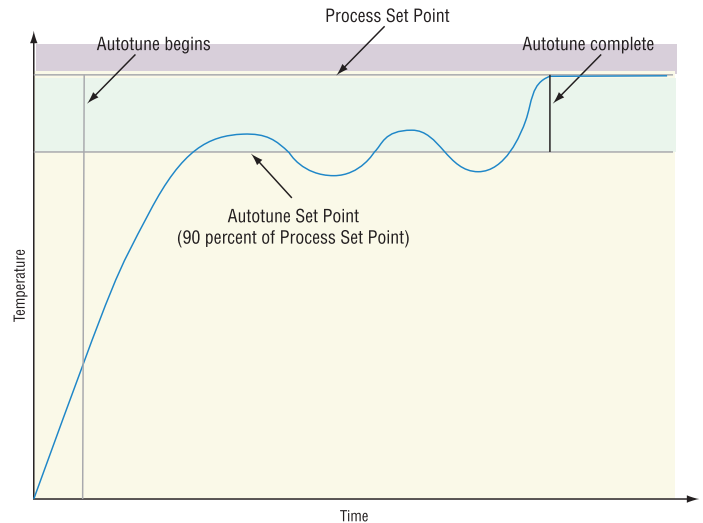 Process Set Point
Autotune begins
Autotune complete
Autotune Set Point
(90 percent of Process Set Point)
Temperature
Time